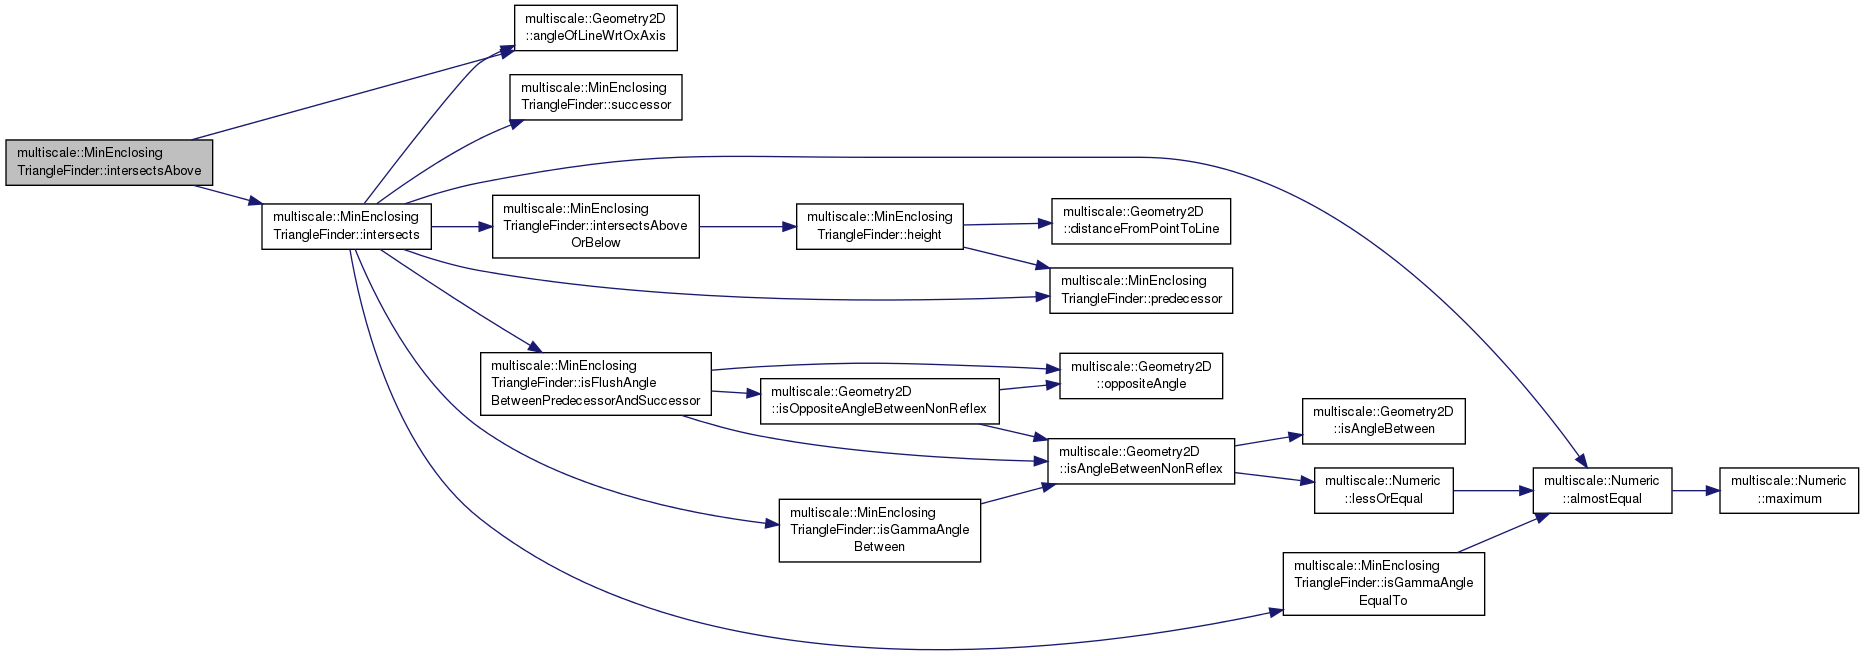 multiscale::Geometry2D
::angleOfLineWrtOxAxis
multiscale::MinEnclosing
TriangleFinder::successor
multiscale::MinEnclosing
TriangleFinder::intersectsAbove
multiscale::MinEnclosing
TriangleFinder::intersects
multiscale::MinEnclosing
TriangleFinder::intersectsAbove
OrBelow
multiscale::MinEnclosing
TriangleFinder::height
multiscale::Geometry2D
::distanceFromPointToLine
multiscale::MinEnclosing
TriangleFinder::predecessor
multiscale::MinEnclosing
TriangleFinder::isFlushAngle
BetweenPredecessorAndSuccessor
multiscale::Geometry2D
::isOppositeAngleBetweenNonReflex
multiscale::Geometry2D
::oppositeAngle
multiscale::Geometry2D
::isAngleBetweenNonReflex
multiscale::Geometry2D
::isAngleBetween
multiscale::Numeric
::lessOrEqual
multiscale::Numeric
::almostEqual
multiscale::Numeric
::maximum
multiscale::MinEnclosing
TriangleFinder::isGammaAngle
Between
multiscale::MinEnclosing
TriangleFinder::isGammaAngle
EqualTo